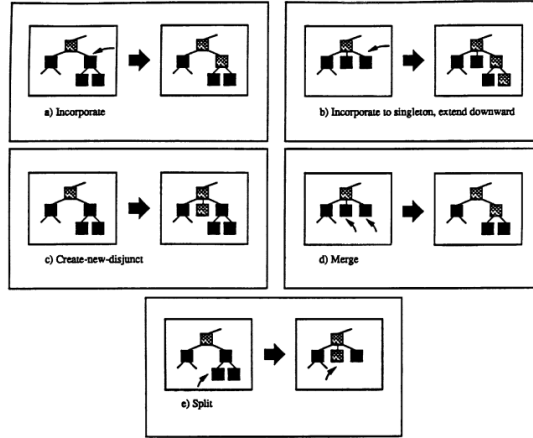 a) Incorporate
b) Incorporate to singleton, extend downward
c) Create-new-disjunct
d) Merge
e) Split